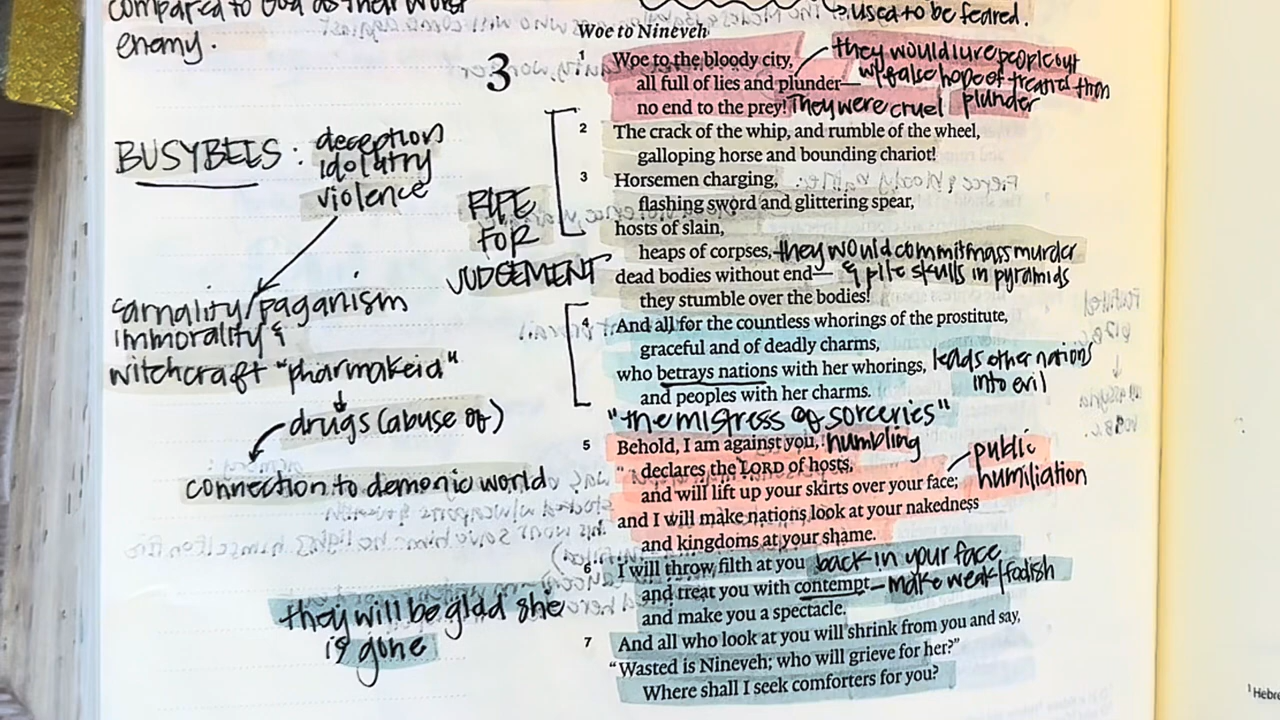 compared to God as their worst
enemy.
used to be feared.
Woe to Nineveh
3
1 Woe to the bloody city,
all full of lies and plunder—
no end to the prey!
they would lure people out
w/ false hope of treaties then
plunder
They were cruel
2 The crack of the whip, and rumble of the wheel,
galloping horse and bounding chariot!
3 Horsemen charging,
flashing sword and glittering spear,
hosts of slain,
heaps of corpses,
dead bodies without end—
they stumble over the bodies!
they would commit mass murder
& pile skulls in pyramids
RIPE
FOR
JUDGEMENT
BUSYBEES: deception
idolatry
violence
carnality/paganism
immorality &
witchcraft "pharmakeia"
drugs (abuse of)
connection to demonic world
4 And all for the countless whorings of the prostitute,
graceful and of deadly charms,
who betrays nations with her whorings,
and peoples with her charms.
leads other nations
into evil
"the mistress of sorceries"
5 Behold, I am against you, humbling
declares the LORD of hosts,
and will lift up your skirts over your face;
and I will make nations look at your nakedness
and kingdoms at your shame.
public
humiliation
6 I will throw filth at you back in your face
and treat you with contempt – make weak/foolish
and make you a spectacle.
7 And all who look at you will shrink from you and say,
"Wasted is Nineveh; who will grieve for her?"
Where shall I seek comforters for you?
they will be glad she
is gone
1 Hebre